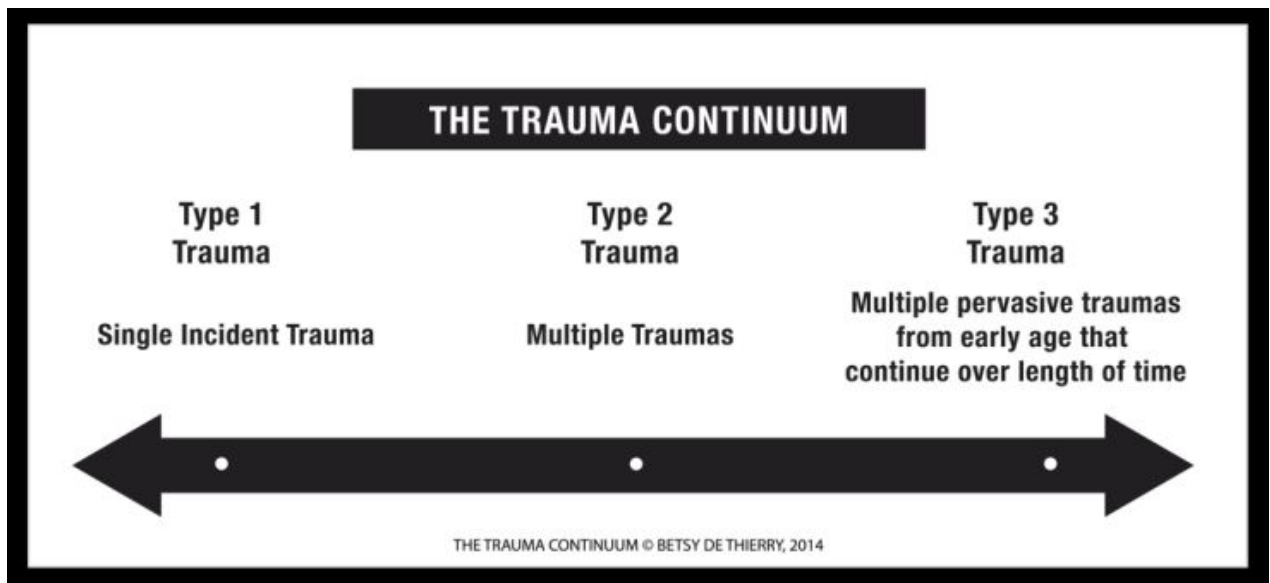 THE TRAUMA CONTINUUM
Type 1
Trauma
Single Incident Trauma
Type 2
Trauma
Multiple Traumas
Type 3
Trauma
Multiple pervasive traumas
from early age that
continue over length of time
THE TRAUMA CONTINUUM © BETSY DE THIERRY, 2014